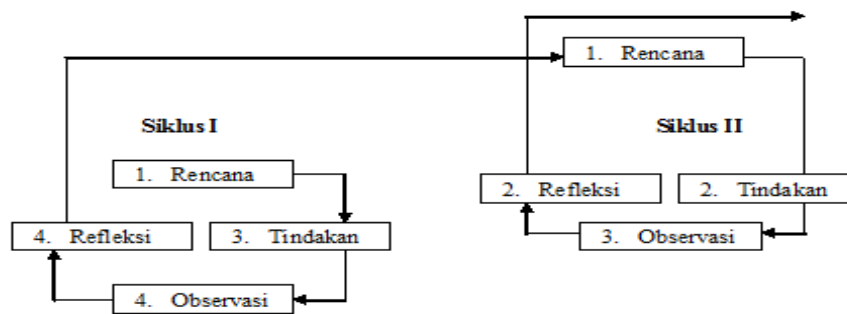 Siklus I
1. Rencana
4. Refleksi
3. Tindakan
4. Observasi
Siklus II
1. Rencana
2. Refleksi
2. Tindakan
3. Observasi